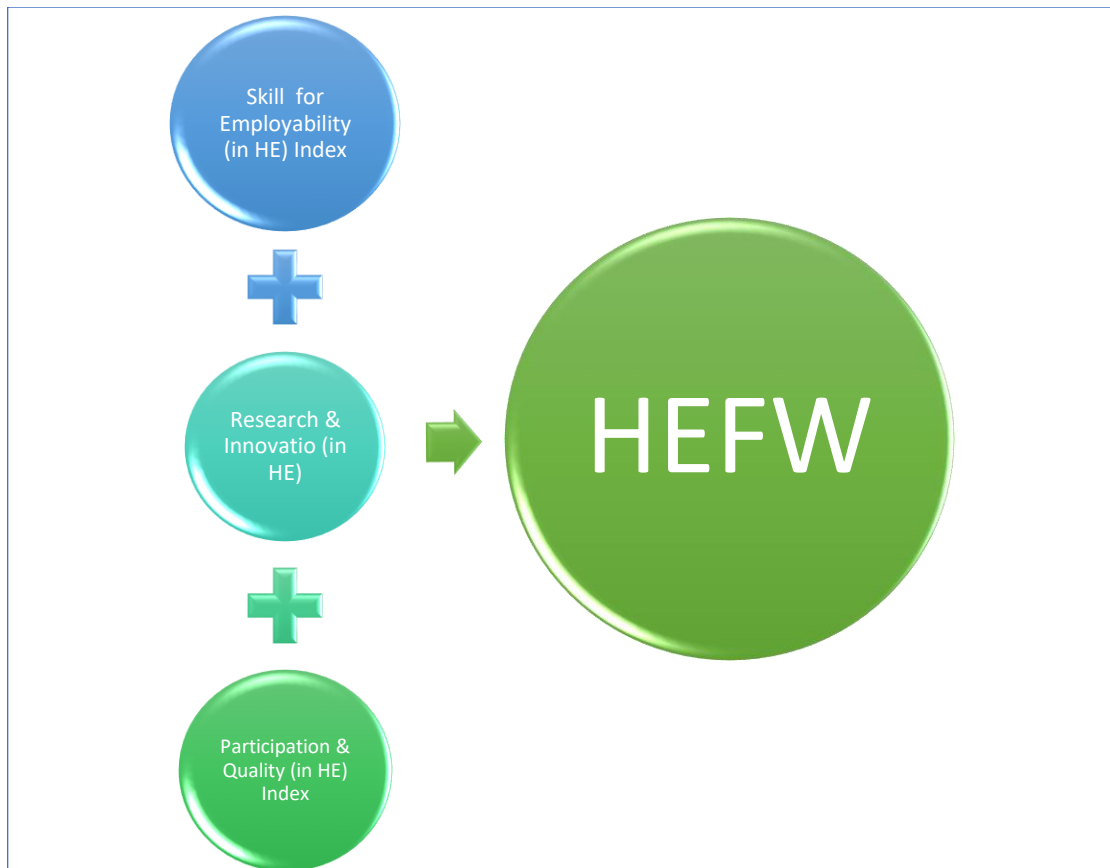 Skill for
Employability
(in HE) Index
Research &
Innovatio (in
HE)
HEFW
Participation &
Quality (in HE)
Index